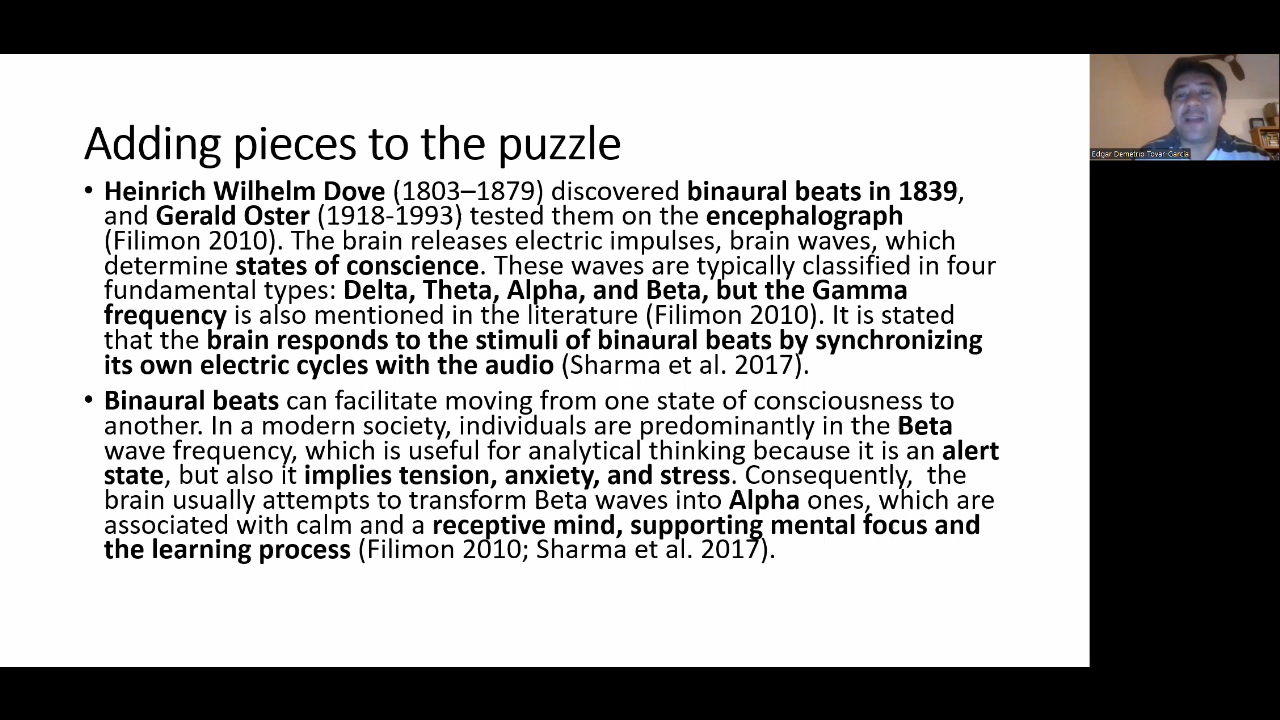 Adding pieces to the puzzle
• Heinrich Wilhelm Dove (1803–1879) discovered binaural beats in 1839,
and Gerald Oster (1918-1993) tested them on the encephalograph
(Filimon 2010). The brain releases electric impulses, brain waves, which
determine states of conscience. These waves are typically classified in four
fundamental types: Delta, Theta, Alpha, and Beta, but the Gamma
frequency is also mentioned in the literature (Filimon 2010). It is stated
that the brain responds to the stimuli of binaural beats by synchronizing
its own electric cycles with the audio (Sharma et al. 2017).
• Binaural beats can facilitate moving from one state of consciousness to
another. In a modern society, individuals are predominantly in the Beta
wave frequency, which is useful for analytical thinking because it is an alert
state, but also it implies tension, anxiety, and stress. Consequently,  the
brain usually attempts to transform Beta waves into Alpha ones, which are
associated with calm and a receptive mind, supporting mental focus and
the learning process (Filimon 2010; Sharma et al. 2017).
Edgar Demetrio Tovar-García